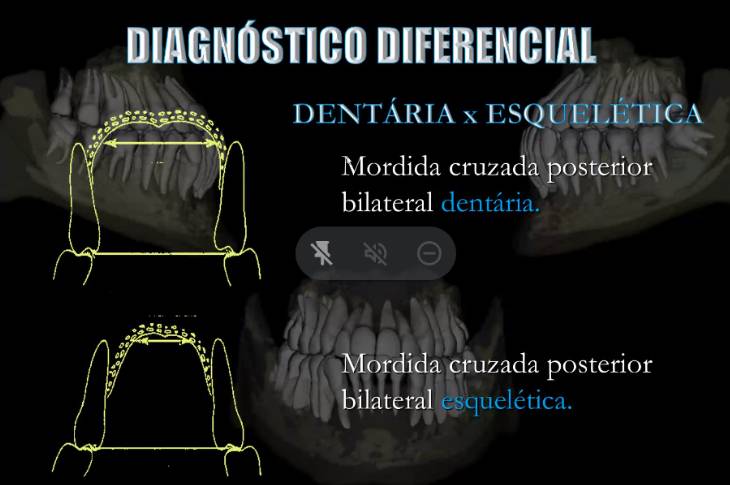 DIAGNÓSTICO DIFERENCIAL
DENTÁRIA x ESQUELÉTICA
Mordida cruzada posterior
bilateral dentária.
Mordida cruzada posterior
bilateral esquelética.